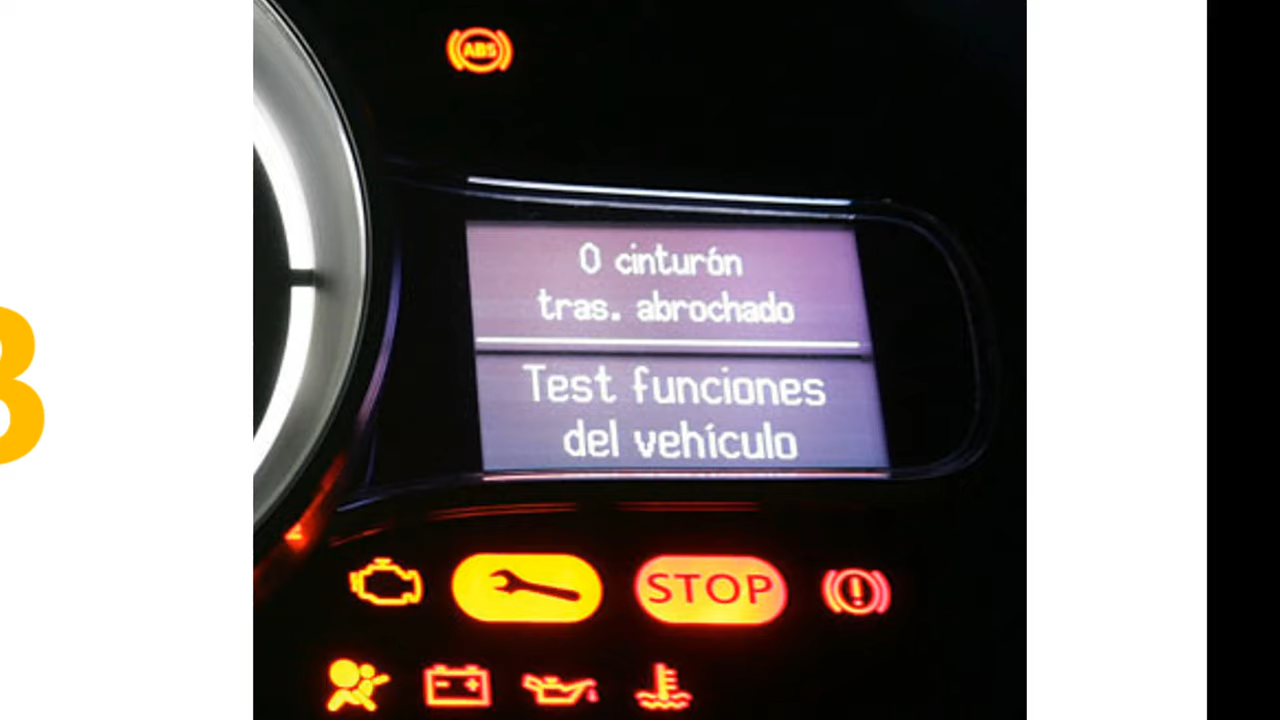 ABS
0 cinturón
tras. abrochado
Test funciones
del vehículo
STOP